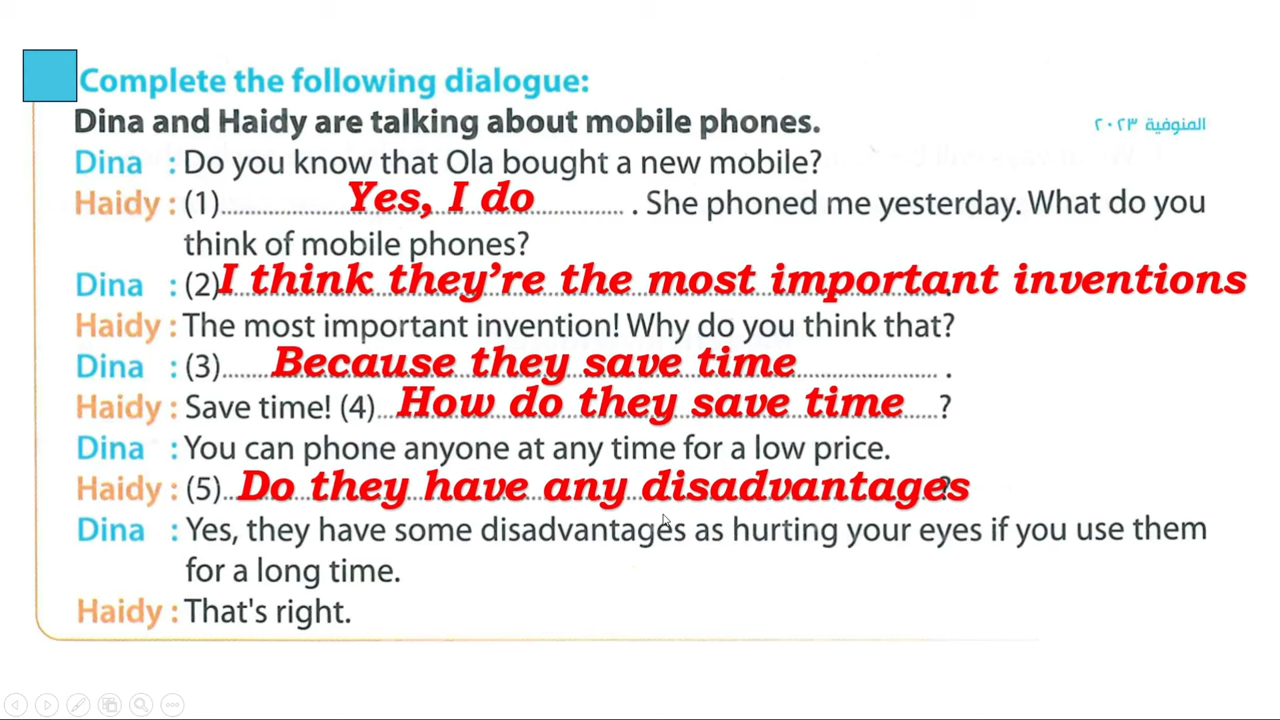 Complete the following dialogue:
Dina and Haidy are talking about mobile phones.
المنوفية ٢٠٢٣
Dina : Do you know that Ola bought a new mobile?
Haidy : (1)..........Yes, I do.......... . She phoned me yesterday. What do you
think of mobile phones?
Dina : (2) I think they're the most important inventions .
Haidy : The most important invention! Why do you think that?
Dina : (3)..........Because they save time.......... .
Haidy : Save time! (4)..........How do they save time..........?
Dina : You can phone anyone at any time for a low price.
Haidy : (5)..........Do they have any disadvantages ?
Dina : Yes, they have some disadvantages as hurting your eyes if you use them
for a long time.
Haidy : That's right.